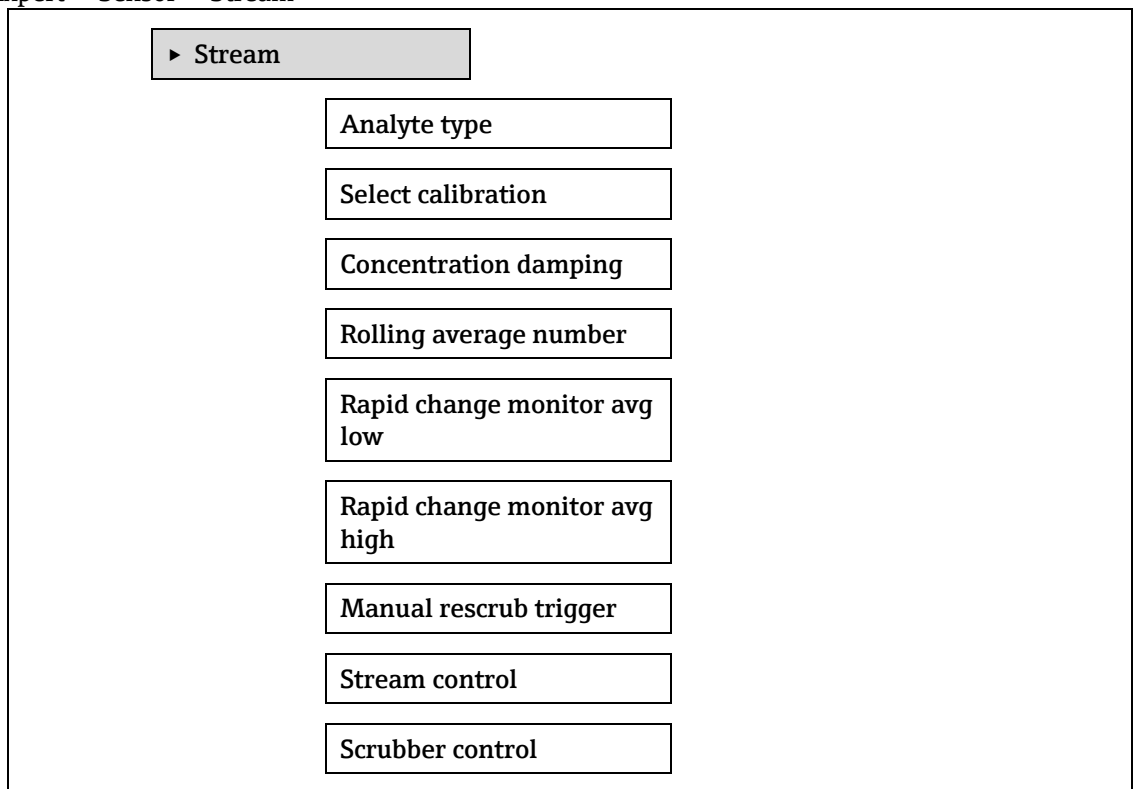 ▸ Stream
Analyte type
Select calibration
Concentration damping
Rolling average number
Rapid change monitor avg
low
Rapid change monitor avg
high
Manual rescrub trigger
Stream control
Scrubber control